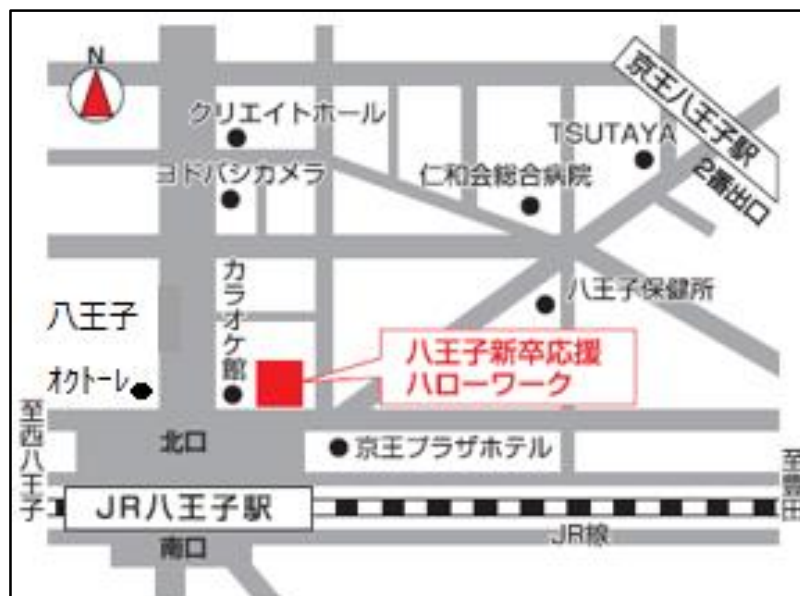 N
京王八王子駅
2番出口
クリエイトホール
TSUTAYA
ヨドバシカメラ
仁和会総合病院
カラオケ館
八王子
オクトーレ
八王子保健所
八王子新卒応援
ハローワーク
至西八王子
北口
京王プラザホテル
至豊田
JR八王子駅
JR線
南口